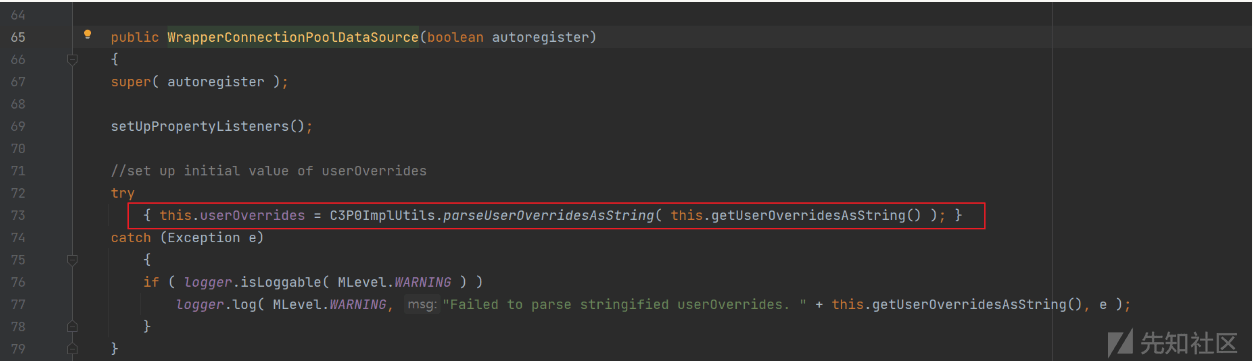 64
65 public WrapperConnectionPoolDataSource(boolean autoregister)
66 {
67 super( autoregister );
68
69 setUpPropertyListeners();
70
71 //set up initial value of userOverrides
72 try
73 { this.userOverrides = C3P0ImplUtils.parseUserOverridesAsString( this.getUserOverridesAsString() ); }
74 catch (Exception e)
75 {
76 if ( logger.isLoggable( MLevel.WARNING ) )
77 logger.log( MLevel.WARNING, msg: "Failed to parse stringified userOverrides. " + this.getUserOverridesAsString(), e );
78 }
79 }
先知社区